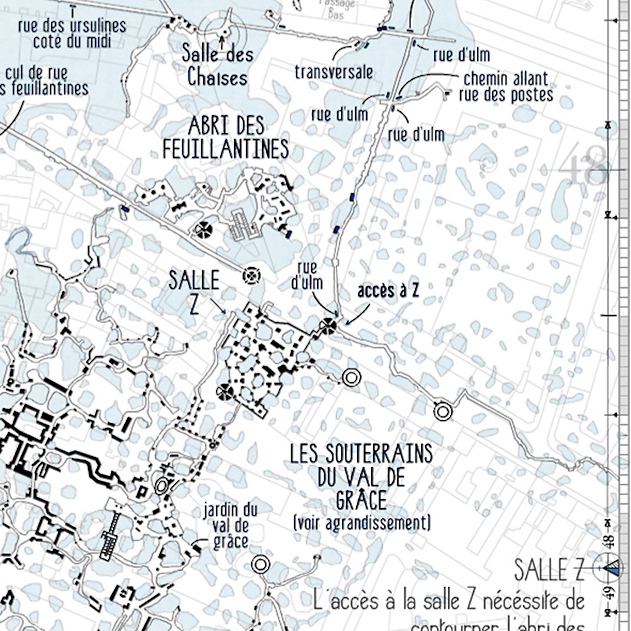 Passage
Das
rue des ursulines
coté du midi
Salle des
Chaises
transversale
rue d'ulm
chemin allant
rue des postes
cul de rue
s feuillantines
rue d'ulm
rue d'ulm
ABRI DES
FEUILLANTINES
48
SALLE
Z
rue
d'ulm
accès à Z
LES SOUTERRAINS
DU VAL DE
GRÂCE
(voir agrandissement)
jardin du
val de
grâce
48
49
SALLE Z
L'accès à la salle Z nécéssite de
contourner l'abri des